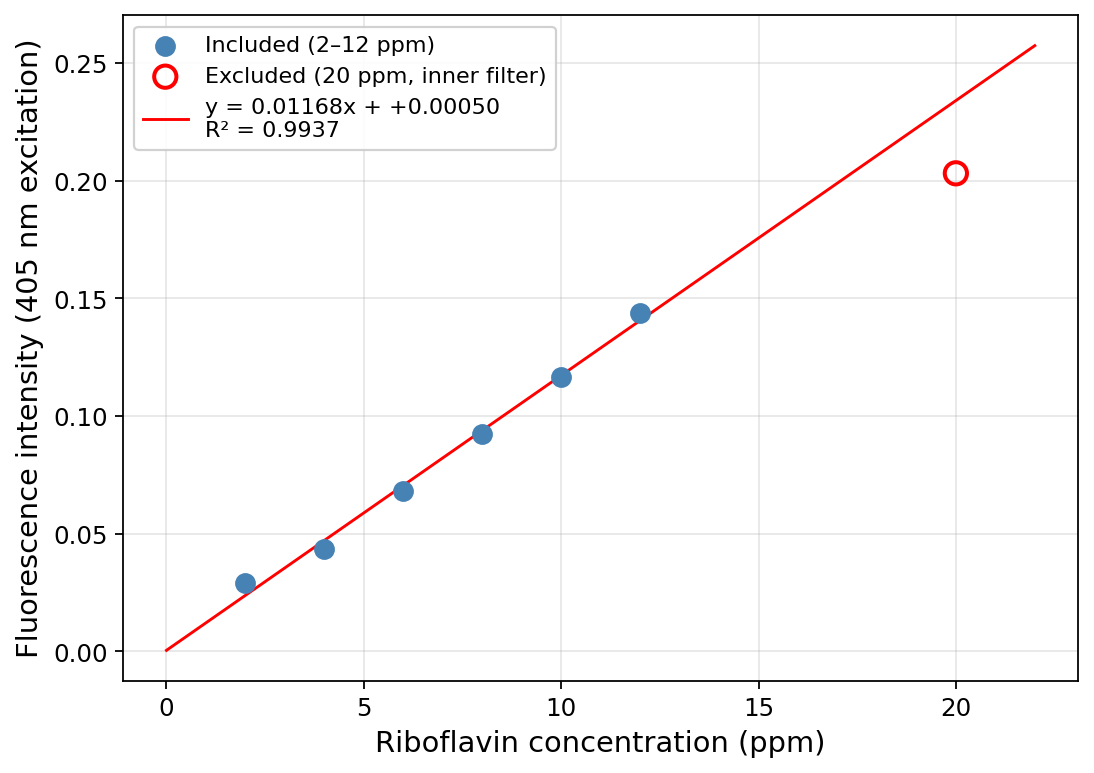 Included (2–12 ppm)
Excluded (20 ppm, inner filter)
y = 0.01168x + +0.00050
R² = 0.9937
Fluorescence intensity (405 nm excitation)
0.25
0.20
0.15
0.10
0.05
0.00
0 5 10 15 20
Riboflavin concentration (ppm)